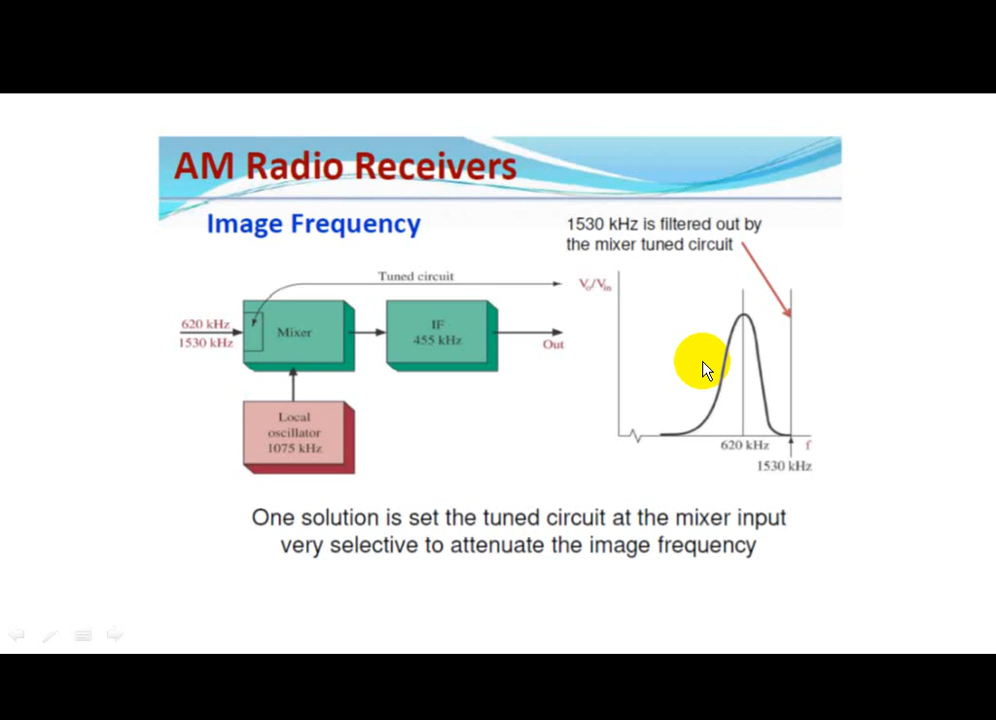 AM Radio Receivers
Image Frequency
1530 kHz is filtered out by
the mixer tuned circuit
Tuned circuit
Vo/Vin
620 kHz
1530 kHz
Mixer
IF
455 kHz
Out
Local
oscillator
1075 kHz
620 kHz
f
1530 kHz
One solution is set the tuned circuit at the mixer input
very selective to attenuate the image frequency